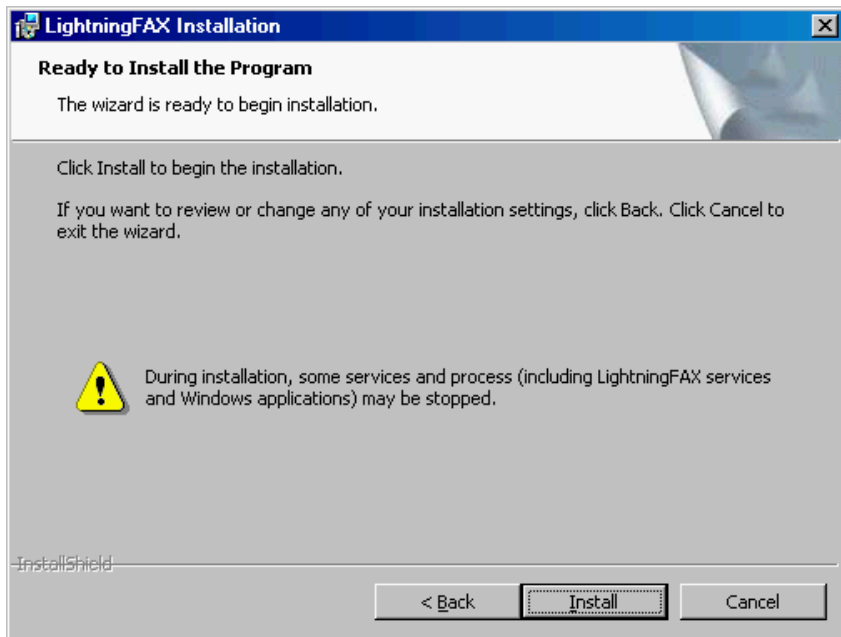 LightningFAX Installation
Ready to Install the Program
The wizard is ready to begin installation.
Click Install to begin the installation.
If you want to review or change any of your installation settings, click Back. Click Cancel to
exit the wizard.
During installation, some services and process (including LightningFAX services
and Windows applications) may be stopped.
InstallShield
< Back Install Cancel